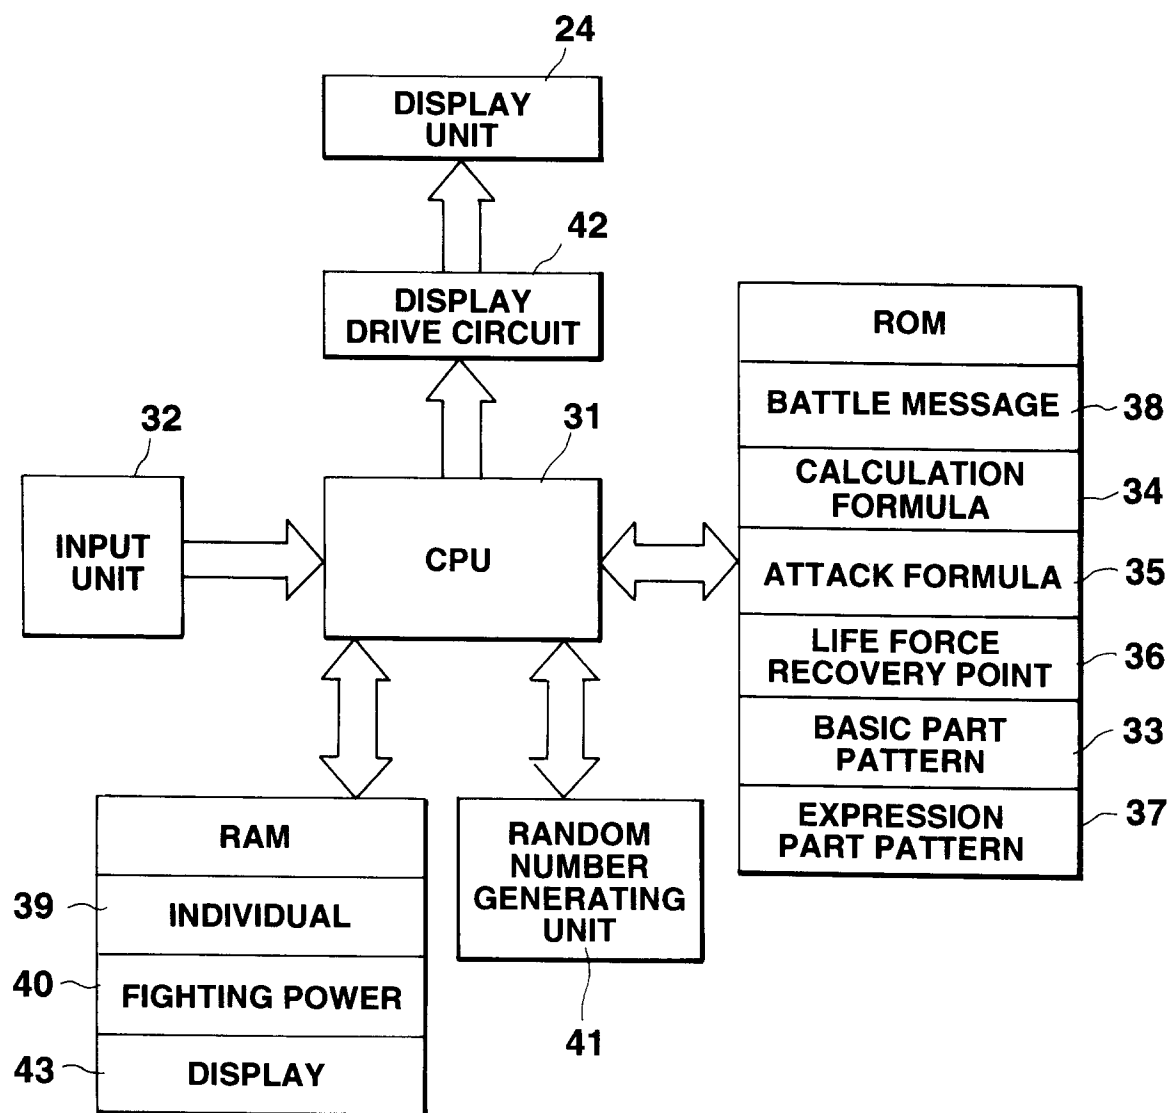 24
DISPLAY
UNIT
42
DISPLAY
DRIVE CIRCUIT
32
INPUT
UNIT
31
CPU
ROM
BATTLE MESSAGE
38
CALCULATION
FORMULA
34
ATTACK FORMULA
35
LIFE FORCE
RECOVERY POINT
36
BASIC PART
PATTERN
33
EXPRESSION
PART PATTERN
37
RAM
39
INDIVIDUAL
40
FIGHTING POWER
43
DISPLAY
RANDOM
NUMBER
GENERATING
UNIT
41